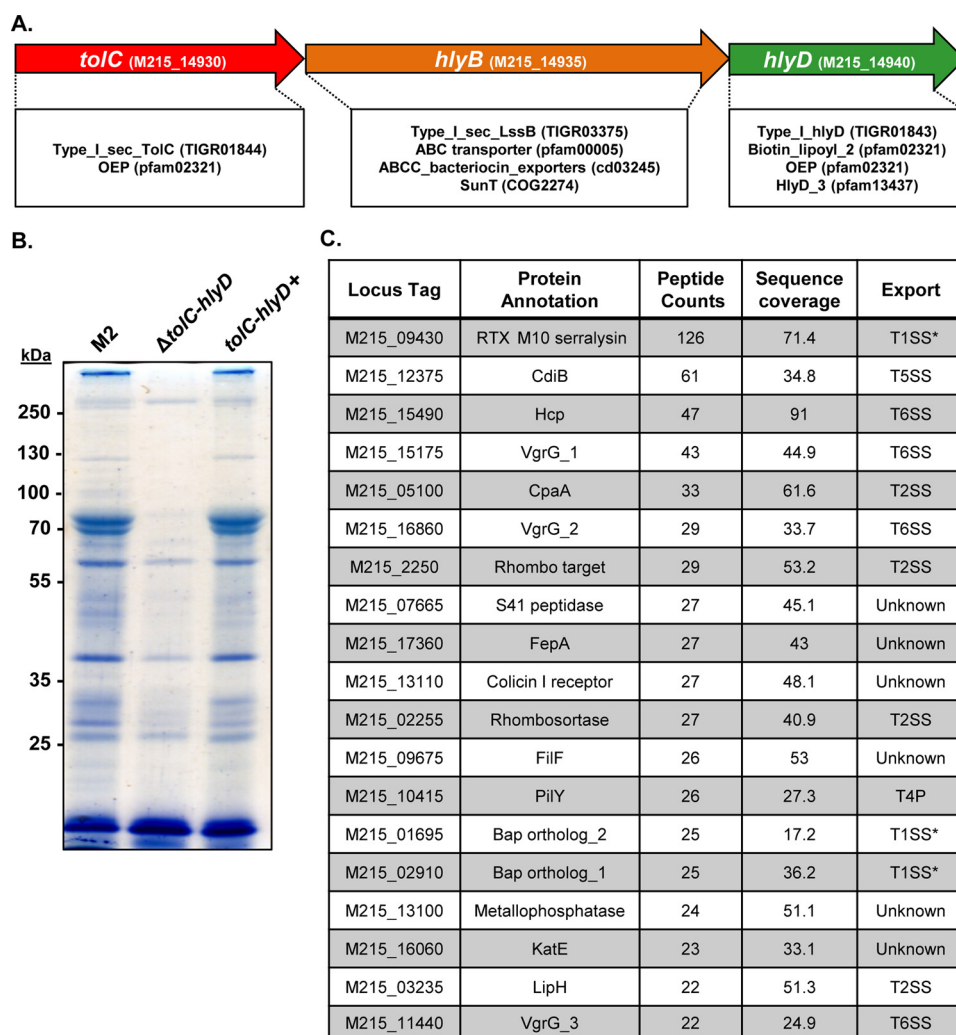 A.
tolC (M215_14930)
hlyB (M215_14935)
hlyD (M215_14940)
Type_I_sec_TolC (TIGR01844)
OEP (pfam02321)
Type_I_sec_LssB (TIGR03375)
ABC transporter (pfam00005)
ABCC_bacteriocin_exporters (cd03245)
SunT (COG2274)
Type_I_hlyD (TIGR01843)
Biotin_lipoyl_2 (pfam02321)
OEP (pfam02321)
HlyD_3 (pfam13437)
B.
M2
ΔtolC-hlyD
tolC-hlyD+
kDa
250
130
100
70
55
35
25
C.
Locus Tag Protein Annotation Peptide Counts Sequence coverage Export
M215_09430 RTX M10 serralysin 126 71.4 T1SS*
M215_12375 CdiB 61 34.8 T5SS
M215_15490 Hcp 47 91 T6SS
M215_15175 VgrG_1 43 44.9 T6SS
M215_05100 CpaA 33 61.6 T2SS
M215_16860 VgrG_2 29 33.7 T6SS
M215_2250 Rhombo target 29 53.2 T2SS
M215_07665 S41 peptidase 27 45.1 Unknown
M215_17360 FepA 27 43 Unknown
M215_13110 Colicin I receptor 27 48.1 Unknown
M215_02255 Rhombosortase 27 40.9 T2SS
M215_09675 FilF 26 53 Unknown
M215_10415 PilY 26 27.3 T4P
M215_01695 Bap ortholog_2 25 17.2 T1SS*
M215_02910 Bap ortholog_1 25 36.2 T1SS*
M215_13100 Metallophosphatase 24 51.1 Unknown
M215_16060 KatE 23 33.1 Unknown
M215_03235 LipH 22 51.3 T2SS
M215_11440 VgrG_3 22 24.9 T6SS